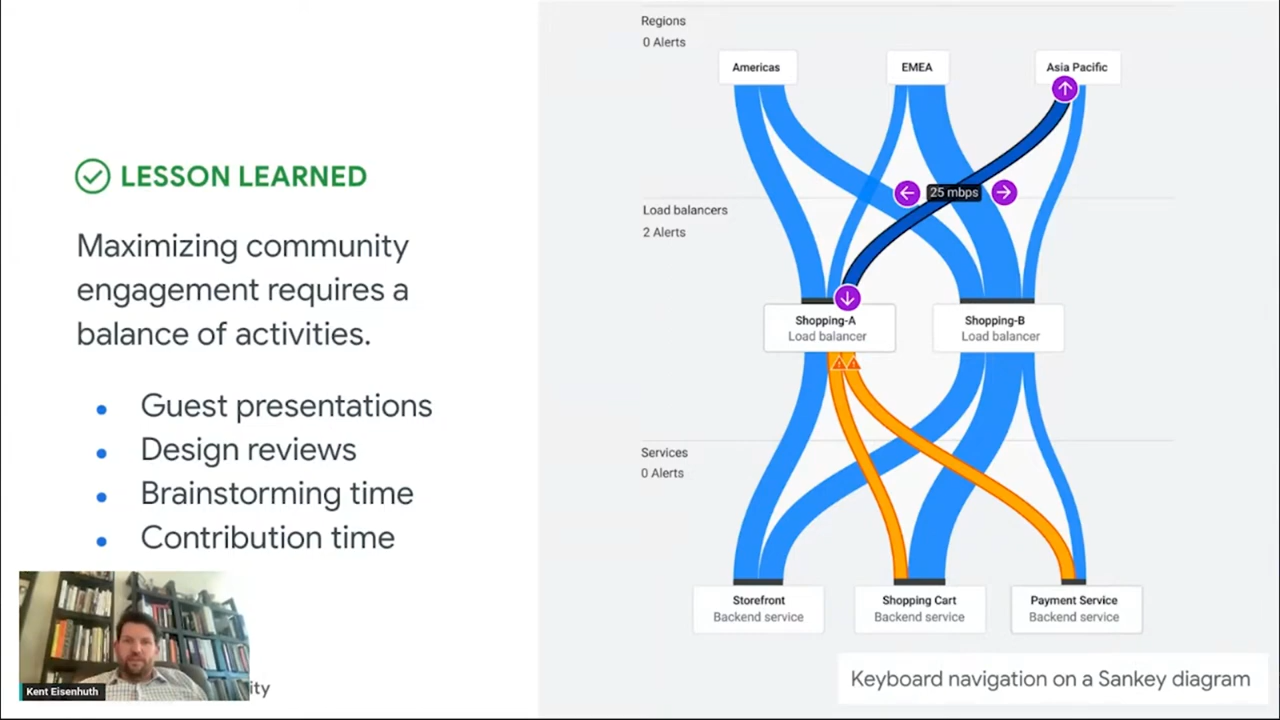 LESSON LEARNED
Maximizing community
engagement requires a
balance of activities.
• Guest presentations
• Design reviews
• Brainstorming time
• Contribution time
Kent Eisenhuth
ity
Regions
0 Alerts
Americas
EMEA
Asia Pacific
25 mbps
Load balancers
2 Alerts
Shopping-A
Load balancer
Shopping-B
Load balancer
Services
0 Alerts
Storefront
Backend service
Shopping Cart
Backend service
Payment Service
Backend service
Keyboard navigation on a Sankey diagram